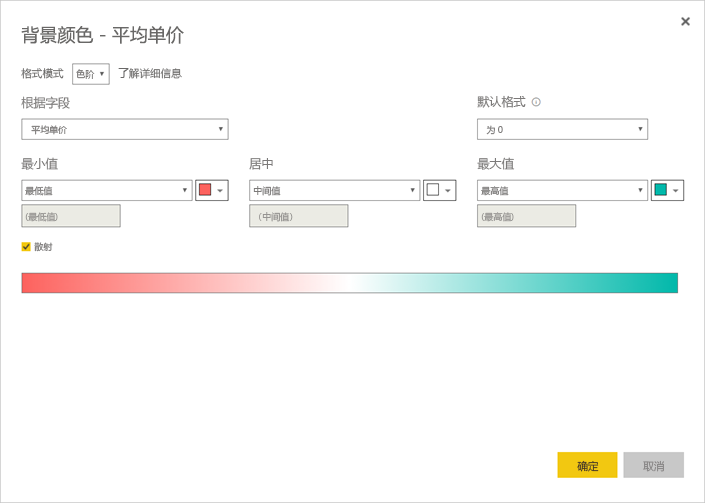 背景颜色 - 平均单价
格式模式 色阶 了解详细信息
根据字段 默认格式
平均单价 为 0
最小值 居中 最大值
最低值 中间值 最高值
(最低值) (中间值) (最高值)
散射
确定 取消